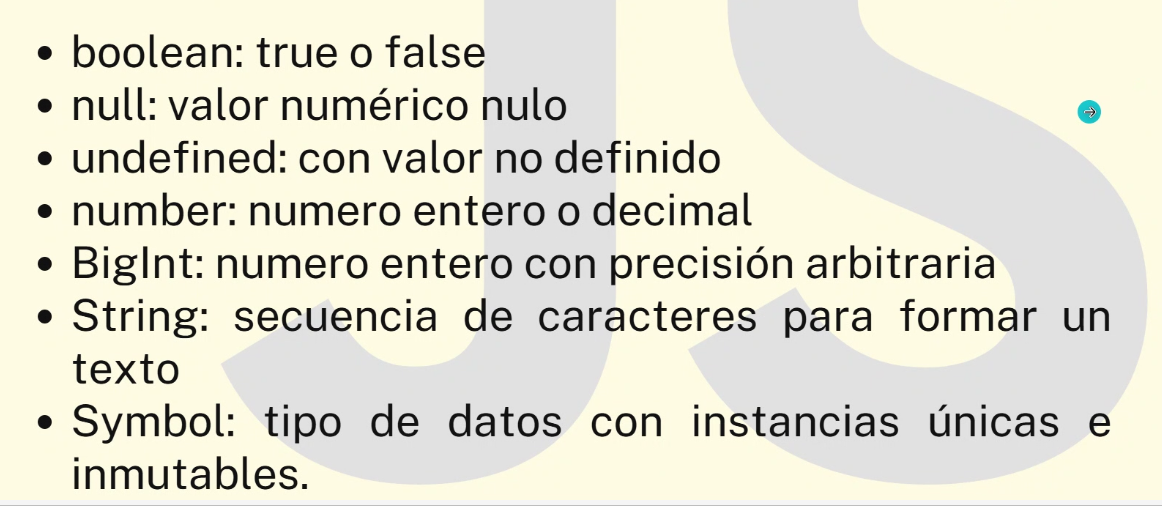 • boolean: true o false
• null: valor numérico nulo
• undefined: con valor no definido
• number: numero entero o decimal
• BigInt: numero entero con precisión arbitraria
• String: secuencia de caracteres para formar un
texto
• Symbol: tipo de datos con instancias únicas e
inmutables.
JS